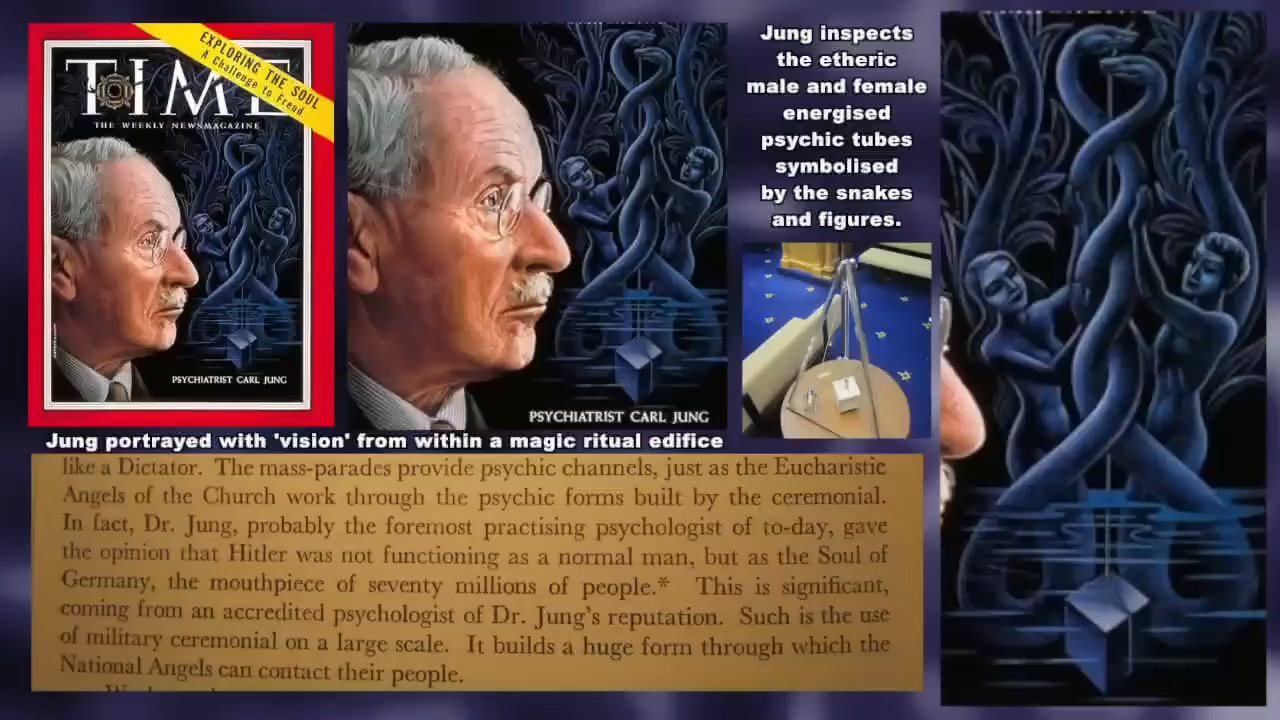 EXPLORING THE SOUL
A Challenge to Freud
TIME
THE WEEKLY NEWSMAGAZINE
PSYCHIATRIST CARL JUNG
PSYCHIATRIST CARL JUNG
Jung inspects
the etheric
male and female
energised
psychic tubes
symbolised
by the snakes
and figures.
Jung portrayed with 'vision' from within a magic ritual edifice
like a Dictator. The mass-parades provide psychic channels, just as the Eucharistic
Angels of the Church work through the psychic forms built by the ceremonial.
In fact, Dr. Jung, probably the foremost practising psychologist of to-day, gave
the opinion that Hitler was not functioning as a normal man, but as the Soul of
Germany, the mouthpiece of seventy millions of people.* This is significant,
coming from an accredited psychologist of Dr. Jung's reputation. Such is the use
of military ceremonial on a large scale. It builds a huge form through which the
National Angels can contact their people.